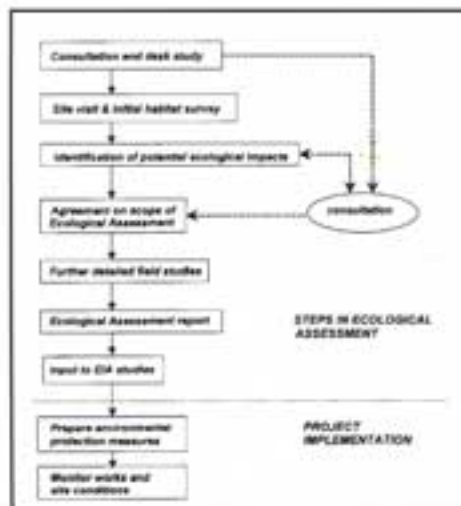 Consultation and desk study
Site visit & initial habitat survey
Identification of potential ecological impacts
Agreement on scope of
Ecological Assessment
consultation
Further detailed field studies
Ecological Assessment report
STEPS IN ECOLOGICAL
ASSESSMENT
Input to EIA studies
Prepare environmental
protection measures
PROJECT
IMPLEMENTATION
Monitor works and
site conditions